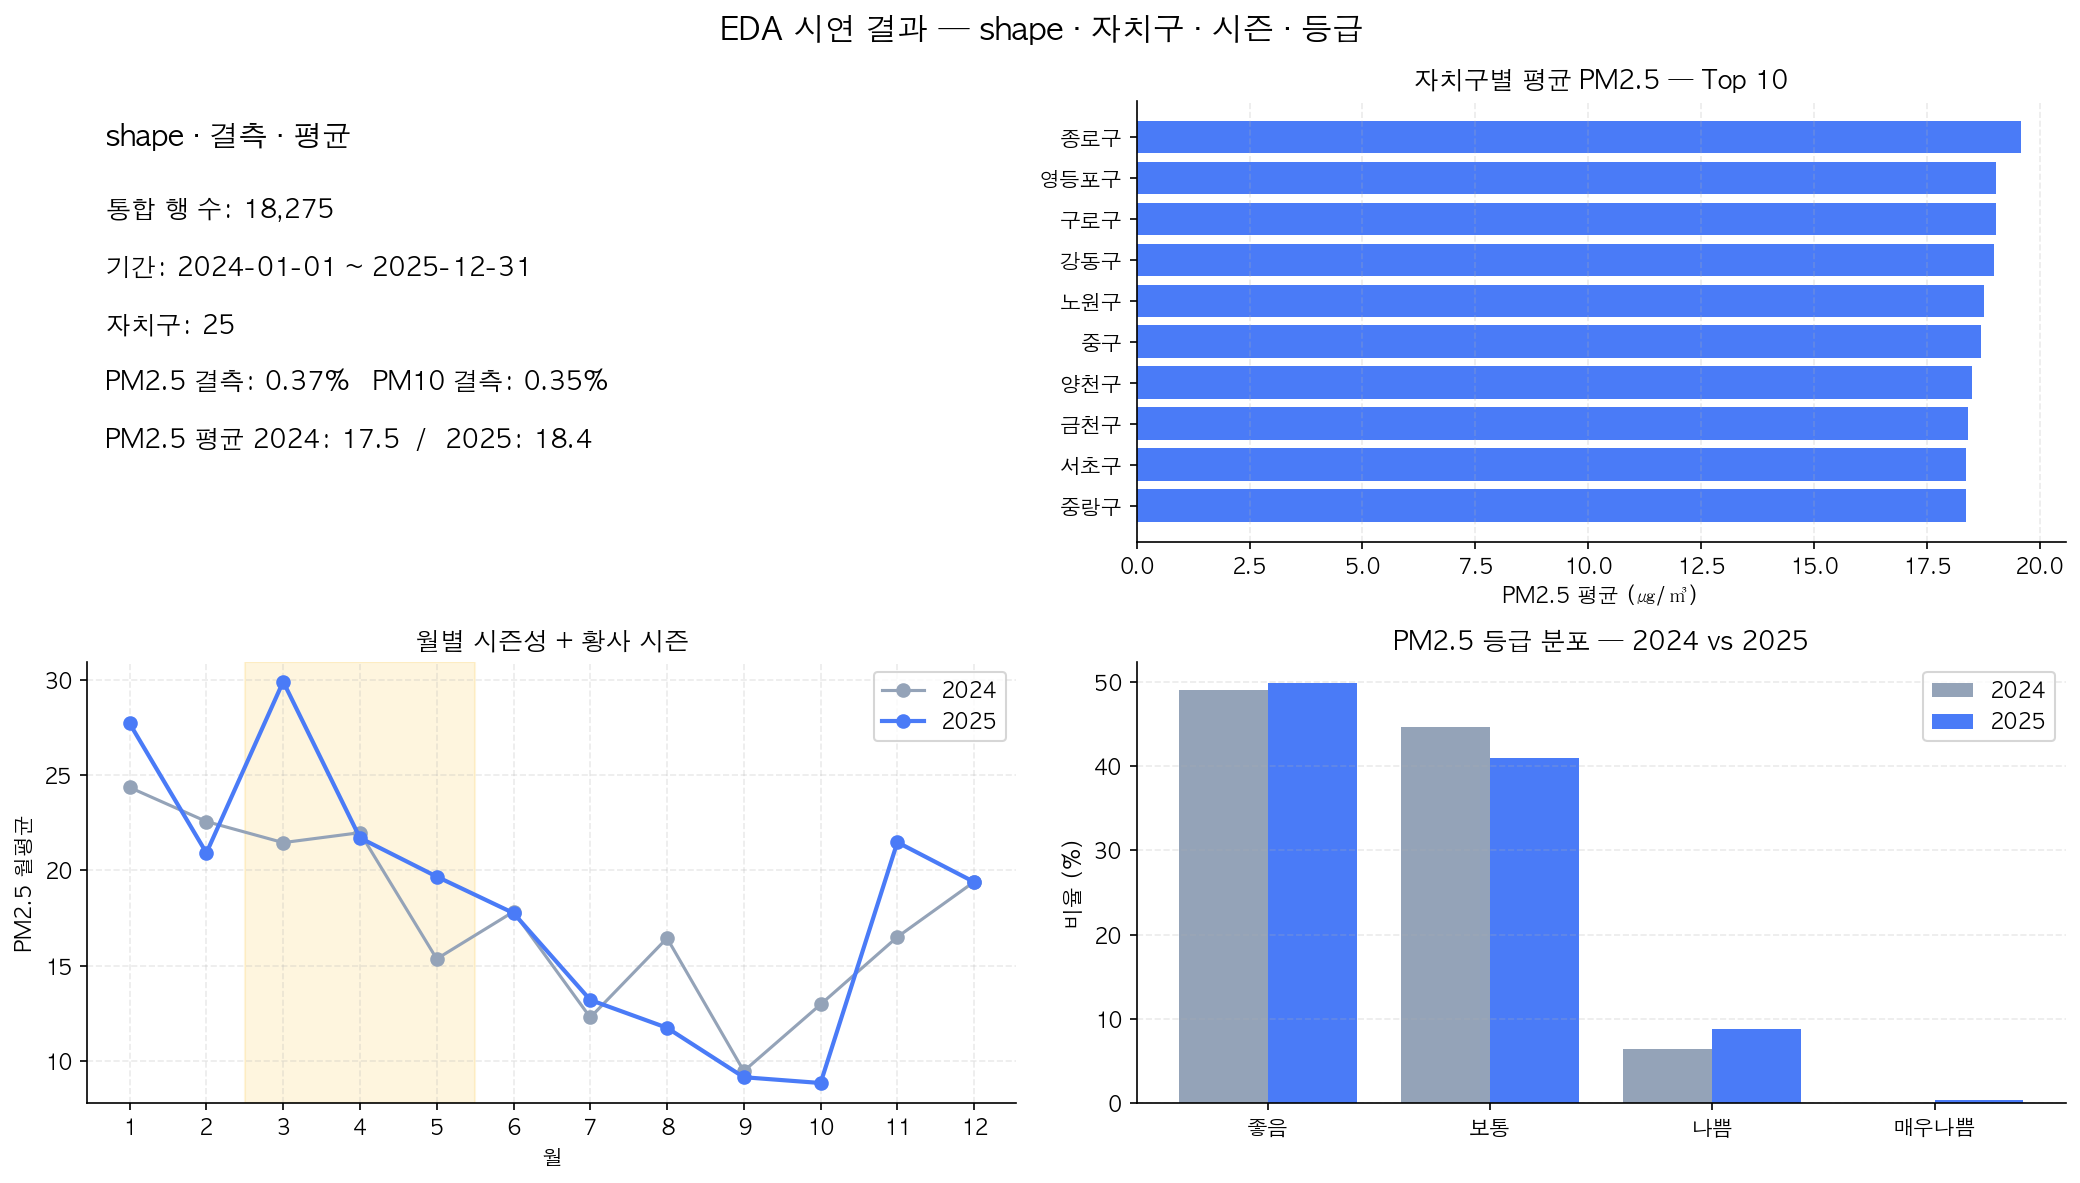 EDA 시연 결과 — shape · 자치구 · 시즌 · 등급
shape · 결측 · 평균
통합 행 수: 18,275
기간: 2024-01-01 ~ 2025-12-31
자치구: 25
PM2.5 결측: 0.37%   PM10 결측: 0.35%
PM2.5 평균 2024: 17.5  /  2025: 18.4
자치구별 평균 PM2.5 — Top 10
종로구
영등포구
구로구
강동구
노원구
중구
양천구
금천구
서초구
중랑구
0.0 2.5 5.0 7.5 10.0 12.5 15.0 17.5 20.0
PM2.5 평균 (㎍/㎥)
월별 시즌성 + 황사 시즌
2024
2025
PM2.5 월평균
30
25
20
15
10
1 2 3 4 5 6 7 8 9 10 11 12
월
PM2.5 등급 분포 — 2024 vs 2025
2024
2025
비율 (%)
50
40
30
20
10
0
좋음 보통 나쁨 매우나쁨